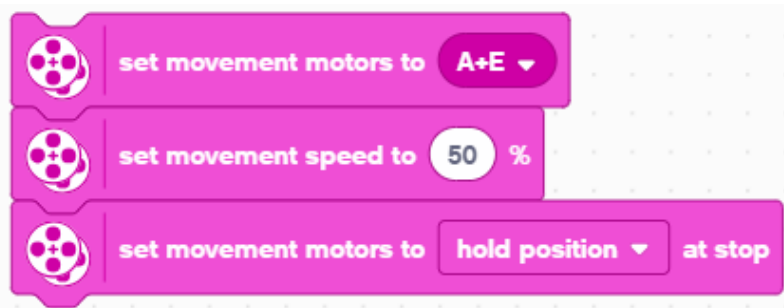 set movement motors to A+E
set movement speed to 50 %
set movement motors to hold position at stop